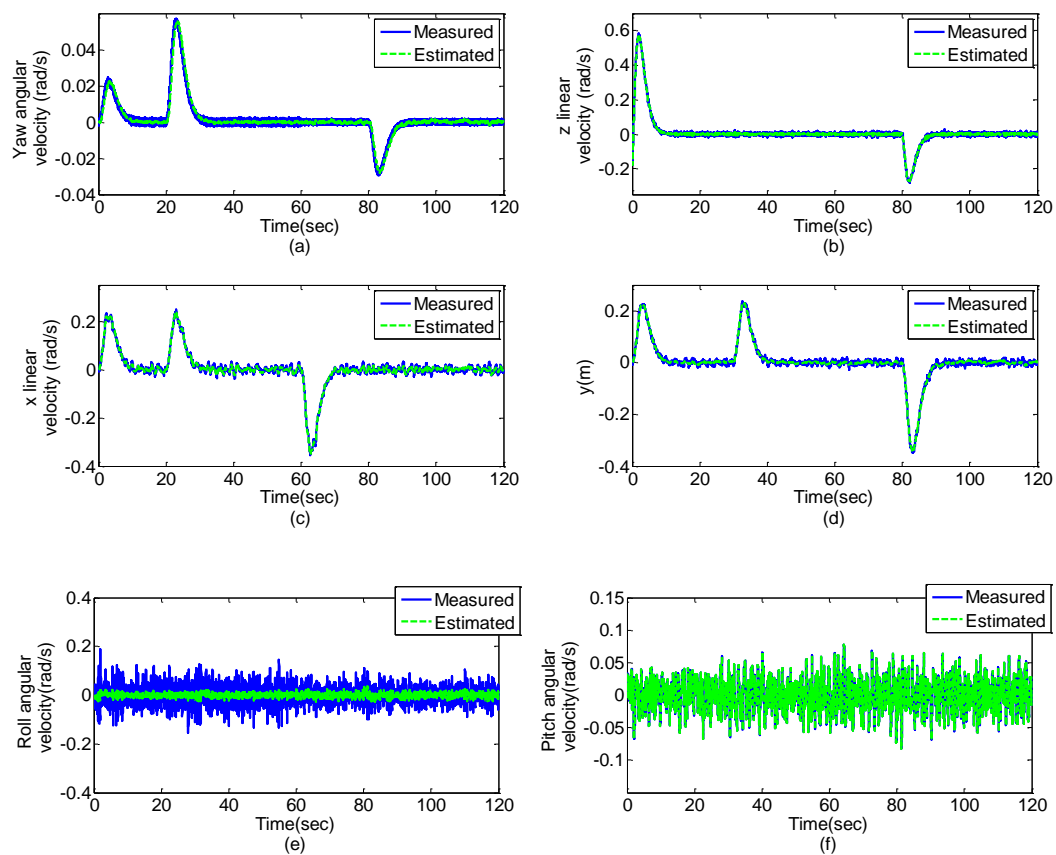 Yaw angular
velocity (rad/s)
0.06
0.04
0.02
0
-0.02
-0.04
Measured
Estimated
0 20 40 60 80 100 120
Time(sec)
(a)
z linear
velocity (rad/s)
0.6
0.4
0.2
0
-0.2
Measured
Estimated
0 20 40 60 80 100 120
Time(sec)
(b)
x linear
velocity (rad/s)
0.2
0
-0.2
-0.4
Measured
Estimated
0 20 40 60 80 100 120
Time(sec)
(c)
y(m)
0.2
0
-0.2
-0.4
Measured
Estimated
0 20 40 60 80 100 120
Time(sec)
(d)
Roll angular
velocity(rad/s)
0.4
0.2
0
-0.2
-0.4
Measured
Estimated
0 20 40 60 80 100 120
Time(sec)
(e)
Pitch angular
velocity(rad/s)
0.15
0.1
0.05
0
-0.05
-0.1
Measured
Estimated
0 20 40 60 80 100 120
Time(sec)
(f)